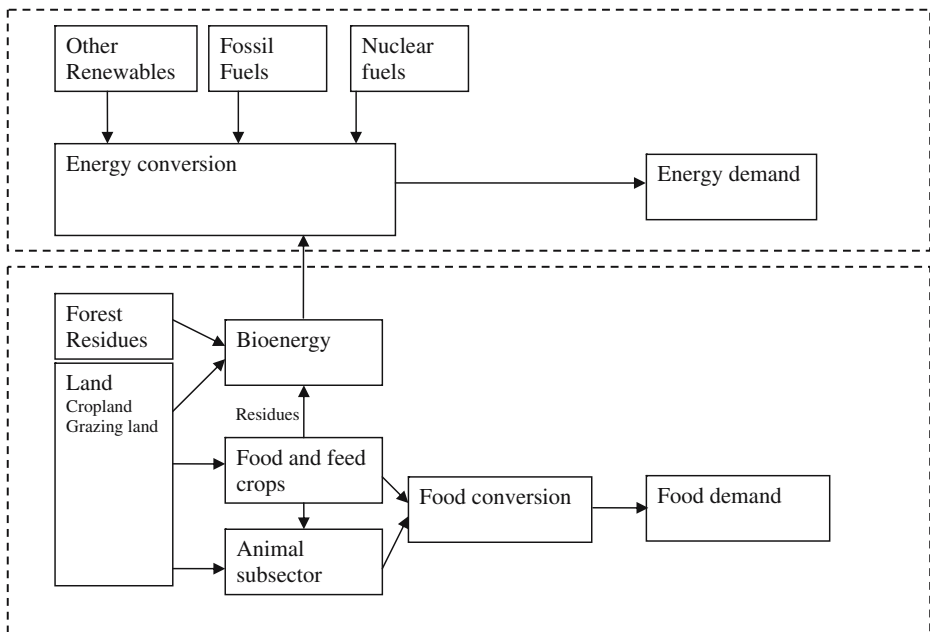 Other
Renewables
Fossil
Fuels
Nuclear
fuels
Energy conversion
Energy demand
Forest
Residues
Bioenergy
Land
Cropland
Grazing land
Residues
Food and feed
crops
Food conversion
Food demand
Animal
subsector